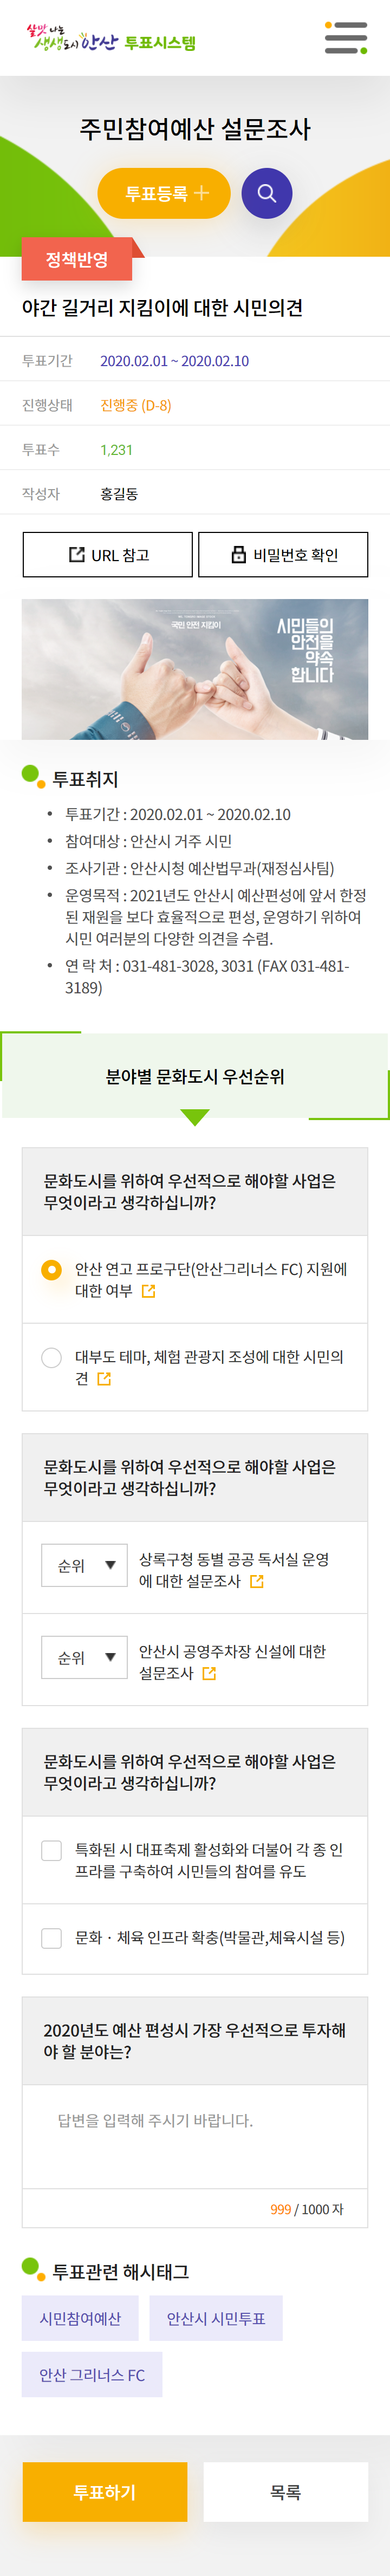 살맛 나는
생생도시 안산 투표시스템
주민참여예산 설문조사
투표등록
정책반영
야간 길거리 지킴이에 대한 시민의견
투표기간 2020.02.01 ~ 2020.02.10
진행상태 진행중 (D-8)
투표수 1,231
작성자 홍길동
URL 참고 비밀번호 확인
국민 안전 지킴이
시민들의
안전을
약속
합니다
투표취지
• 투표기간 : 2020.02.01 ~ 2020.02.10
• 참여대상 : 안산시 거주 시민
• 조사기관 : 안산시청 예산법무과(재정심사팀)
• 운영목적 : 2021년도 안산시 예산편성에 앞서 한정
된 재원을 보다 효율적으로 편성, 운영하기 위하여
시민 여러분의 다양한 의견을 수렴.
• 연 락 처 : 031-481-3028, 3031 (FAX 031-481-
3189)
분야별 문화도시 우선순위
문화도시를 위하여 우선적으로 해야할 사업은
무엇이라고 생각하십니까?
안산 연고 프로구단(안산그리너스 FC) 지원에
대한 여부
대부도 테마, 체험 관광지 조성에 대한 시민의
견
문화도시를 위하여 우선적으로 해야할 사업은
무엇이라고 생각하십니까?
순위
상록구청 동별 공공 독서실 운영
에 대한 설문조사
순위
안산시 공영주차장 신설에 대한
설문조사
문화도시를 위하여 우선적으로 해야할 사업은
무엇이라고 생각하십니까?
특화된 시 대표축제 활성화와 더불어 각 종 인
프라를 구축하여 시민들의 참여를 유도
문화 · 체육 인프라 확충(박물관,체육시설 등)
2020년도 예산 편성시 가장 우선적으로 투자해
야 할 분야는?
답변을 입력해 주시기 바랍니다.
999 / 1000 자
투표관련 해시태그
시민참여예산 안산시 시민투표
안산 그리너스 FC
투표하기 목록